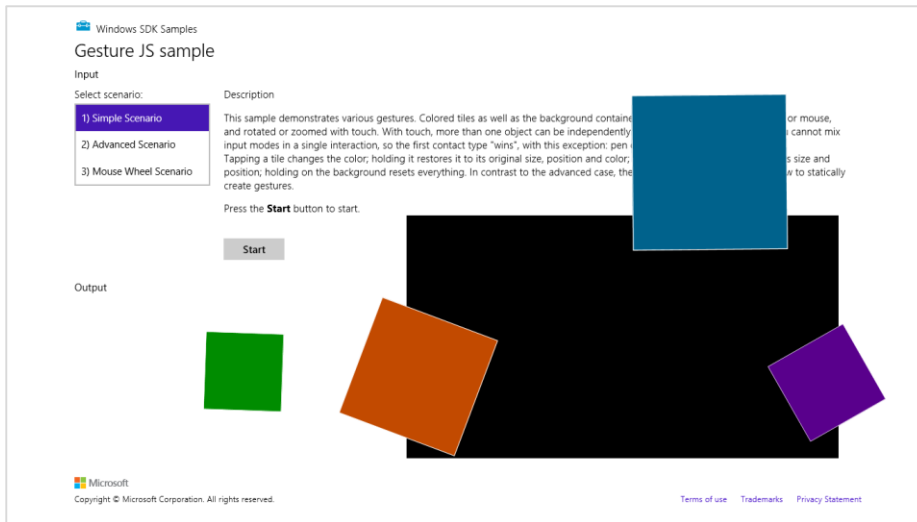 Windows SDK Samples
Gesture JS sample
Input
Select scenario:
1) Simple Scenario
2) Advanced Scenario
3) Mouse Wheel Scenario
Description
This sample demonstrates various gestures. Colored tiles as well as the background or mouse,
and rotated or zoomed with touch. With touch, more than one object can be independently cannot mix
input modes in a single interaction, so the first contact type "wins", with this exception: pen
Tapping a tile changes the color; holding it restores it to its original size, position and color; size and
position; holding on the background resets everything. In contrast to the advanced case, to statically
create gestures.
Press the Start button to start.
Start
Output
Microsoft
Copyright © Microsoft Corporation. All rights reserved.
Terms of use Trademarks Privacy Statement